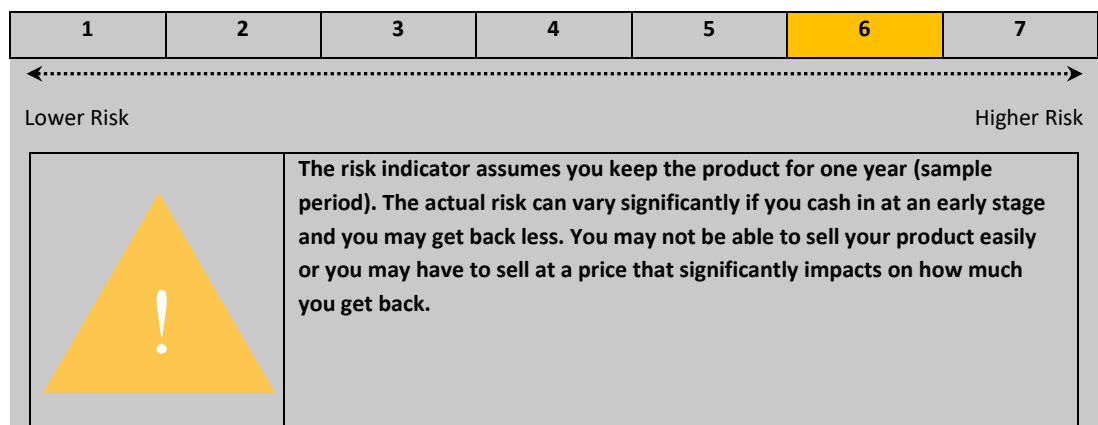 1 2 3 4 5 6 7
Lower Risk Higher Risk
The risk indicator assumes you keep the product for one year (sample
period). The actual risk can vary significantly if you cash in at an early stage
and you may get back less. You may not be able to sell your product easily
or you may have to sell at a price that significantly impacts on how much
you get back.
!